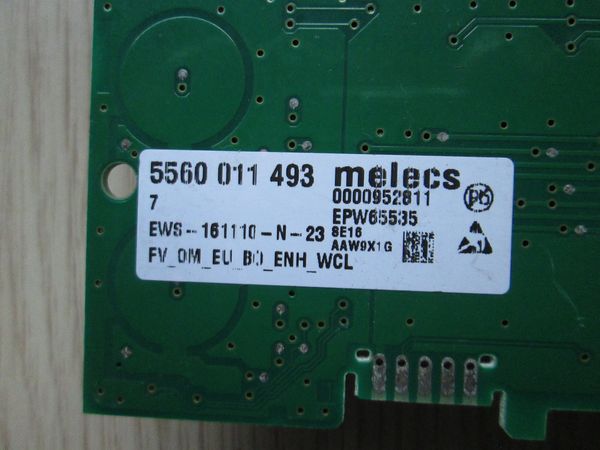 5560 011 493 melecs
7 0000952811
EPW65535
EWS-161110-N-23 8E16
AAW9X1G
FV_OM_EU_BO_ENH_WCL
Pb